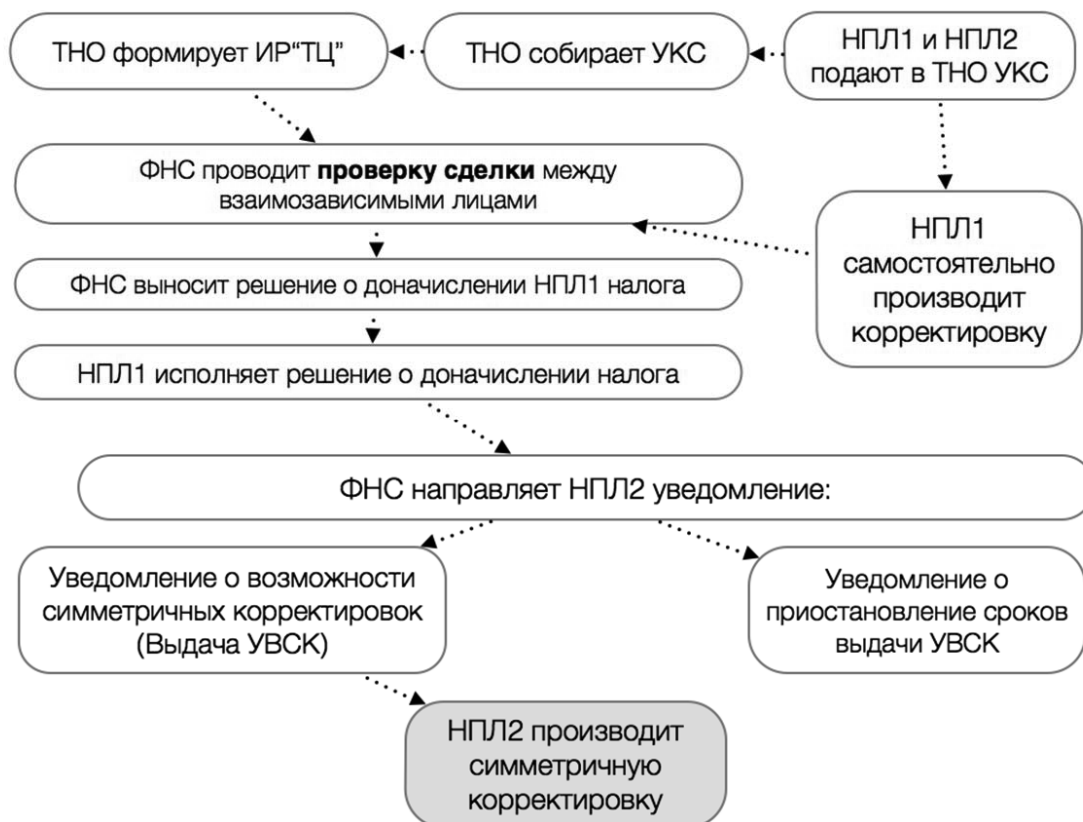 ТНО формирует ИР“ТЦ”
ТНО собирает УКС
НПЛ1 и НПЛ2
подают в ТНО УКС
ФНС проводит проверку сделки между
взаимозависимыми лицами
НПЛ1
самостоятельно
производит
корректировку
ФНС выносит решение о доначислении НПЛ1 налога
НПЛ1 исполняет решение о доначислении налога
ФНС направляет НПЛ2 уведомление:
Уведомление о возможности
симметричных корректировок
(Выдача УВСК)
Уведомление о
приостановление сроков
выдачи УВСК
НПЛ2 производит
симметричную
корректировку